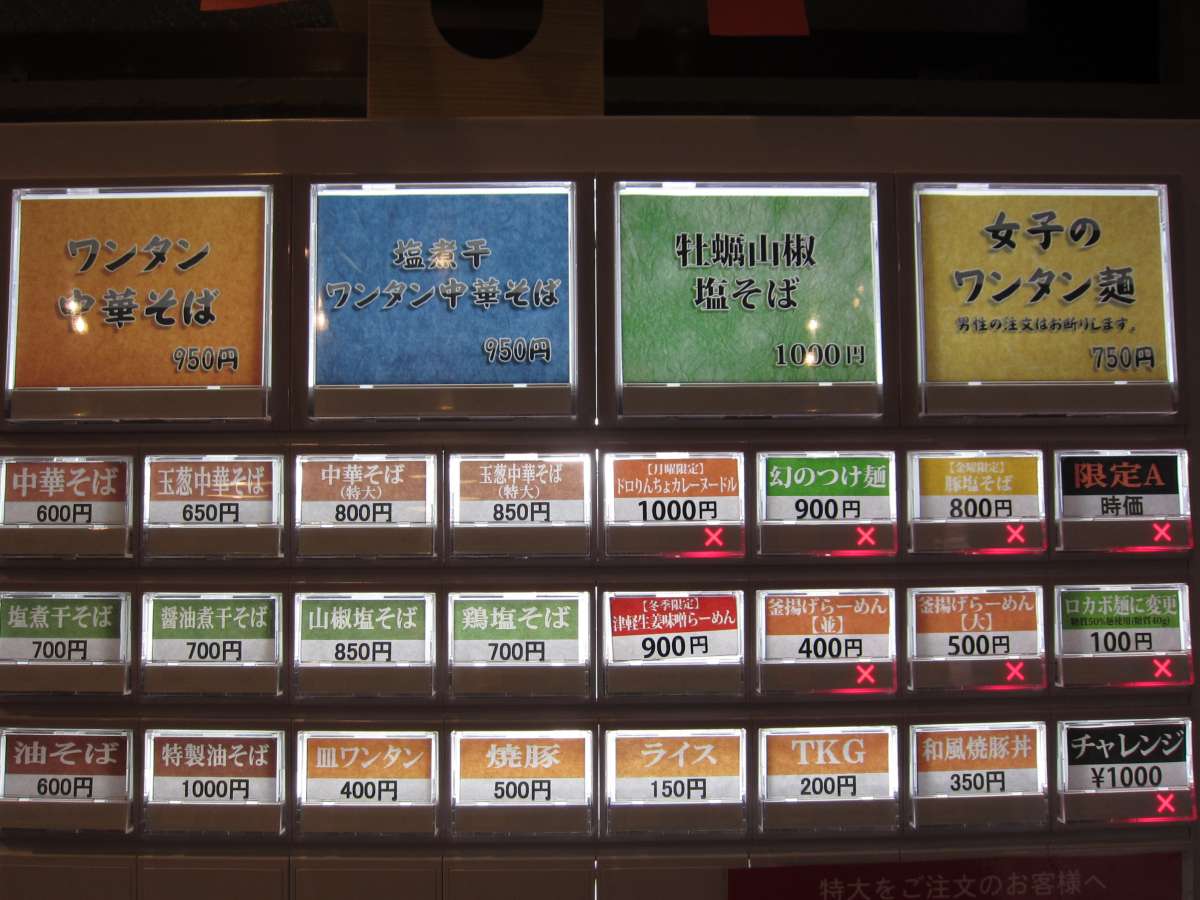 ワンタン
中華そば
950円
塩煮干
ワンタン中華そば
950円
牡蠣山椒
塩そば
1000円
女子の
ワンタン麺
男性の注文はお断りします。
750円
中華そば
600円
玉葱中華そば
650円
中華そば
(特大)
800円
玉葱中華そば
(特大)
850円
【月曜限定】
ドロりんちょカレーヌードル
1000円
×
幻のつけ麺
900円
×
【金曜限定】
豚塩そば
800円
×
限定A
時価
×
塩煮干そば
700円
醤油煮干そば
700円
山椒塩そば
850円
鶏塩そば
700円
【冬季限定】
津軽生姜味噌らーめん
900円
釜揚げらーめん
【並】
400円
×
釜揚げらーめん
【大】
500円
×
ロカボ麺に変更
糖質50%麺使用(糖質40g)
100円
×
油そば
600円
特製油そば
1000円
皿ワンタン
400円
焼豚
500円
ライス
150円
TKG
200円
和風焼豚丼
350円
チャレンジ
¥1000
×
特大をご注文のお客様へ